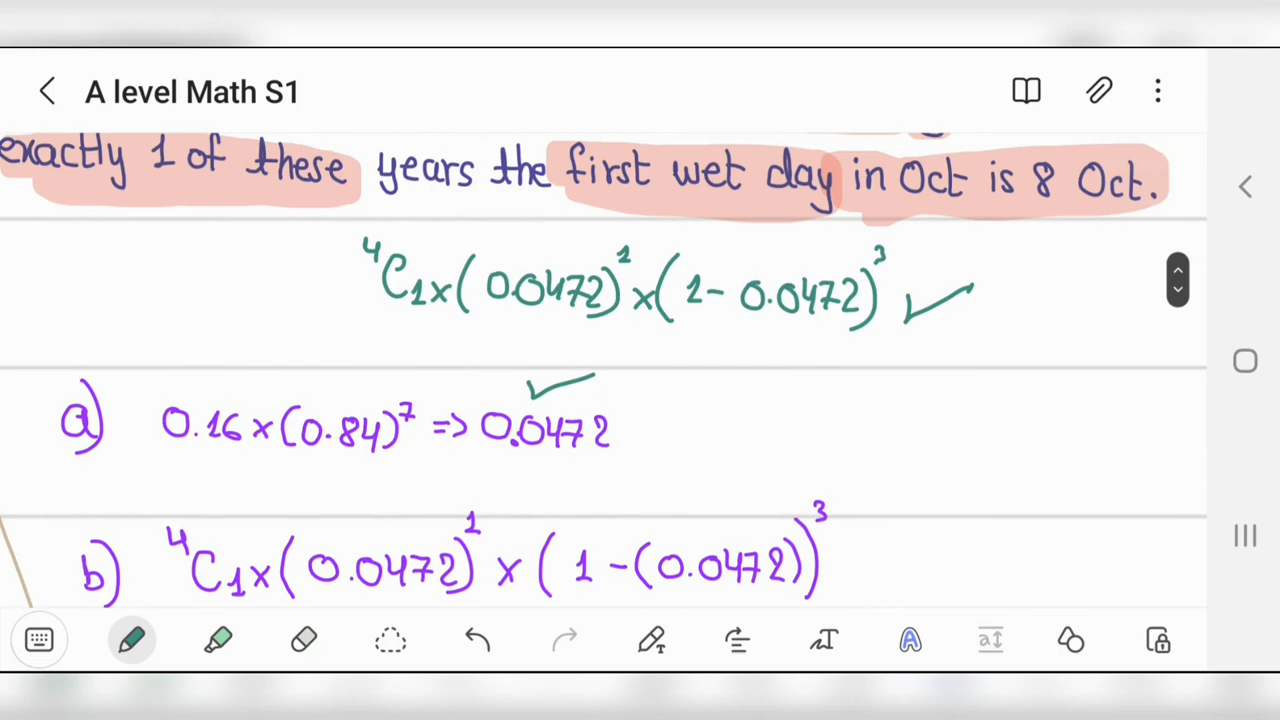 A level Math S1
exactly 1 of these years the first wet day in Oct is 8 Oct.
⁴C₁×(0.0472)¹×(1-0.0472)³ ✓
✓
a) 0.16×(0.84)⁷ => 0.0472
b) ⁴C₁×(0.0472)¹×(1-(0.0472))³